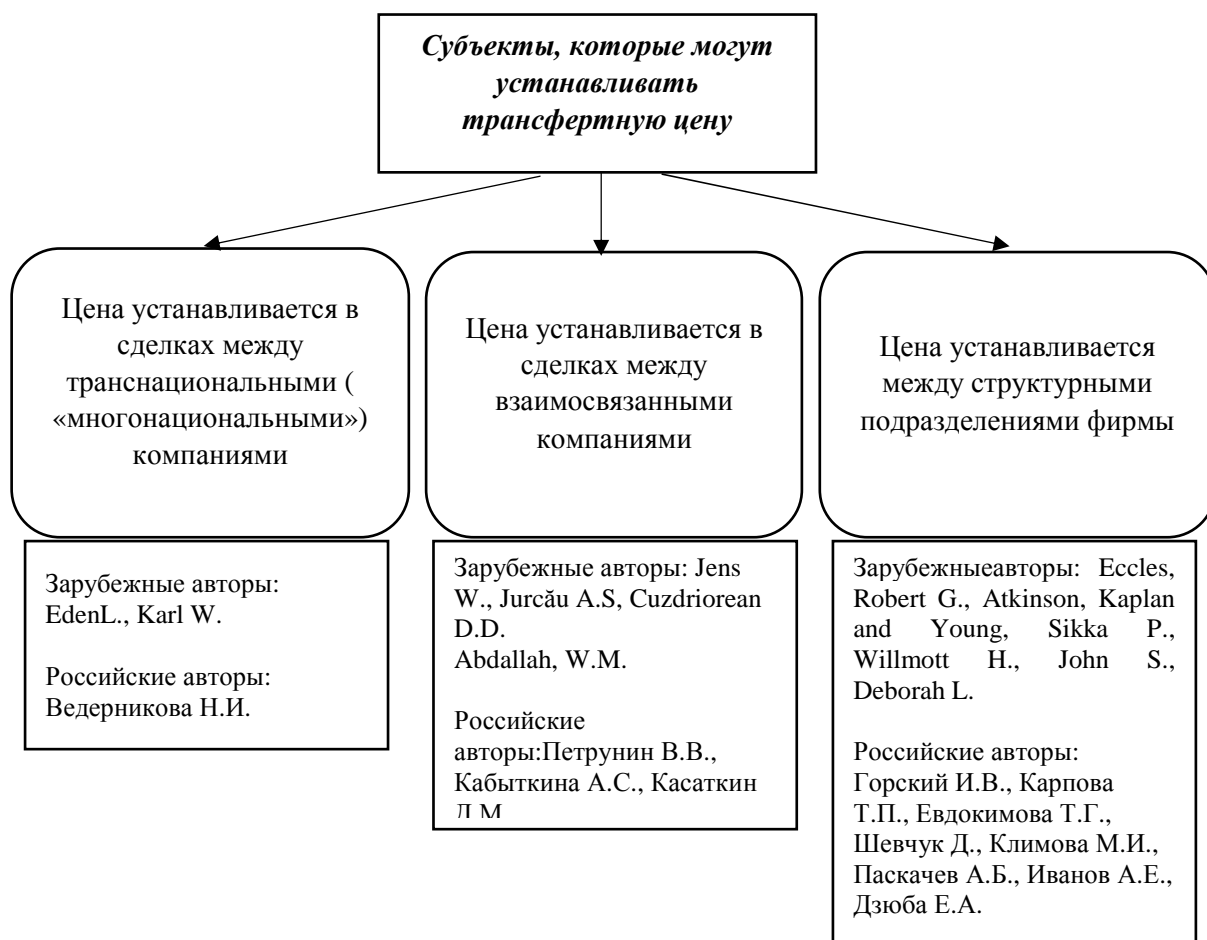 Субъекты, которые могут
устанавливать
трансфертную цену
Цена устанавливается в
сделках между
транснациональными (
«многонациональными»)
компаниями
Зарубежные авторы:
EdenL., Karl W.
Российские авторы:
Ведерникова Н.И.
Цена устанавливается в
сделках между
взаимосвязанными
компаниями
Зарубежные авторы: Jens
W., Jurcău A.S, Cuzdriorean
D.D.
Abdallah, W.M.
Российские
авторы:Петрунин В.В.,
Кабыткина А.С., Касаткин
Д.М
Цена устанавливается
между структурными
подразделениями фирмы
Зарубежныеавторы: Eccles,
Robert G., Atkinson, Kaplan
and Young, Sikka P.,
Willmott H., John S.,
Deborah L.
Российские авторы:
Горский И.В., Карпова
Т.П., Евдокимова Т.Г.,
Шевчук Д., Климова М.И.,
Паскачев А.Б., Иванов А.Е.,
Дзюба Е.А.